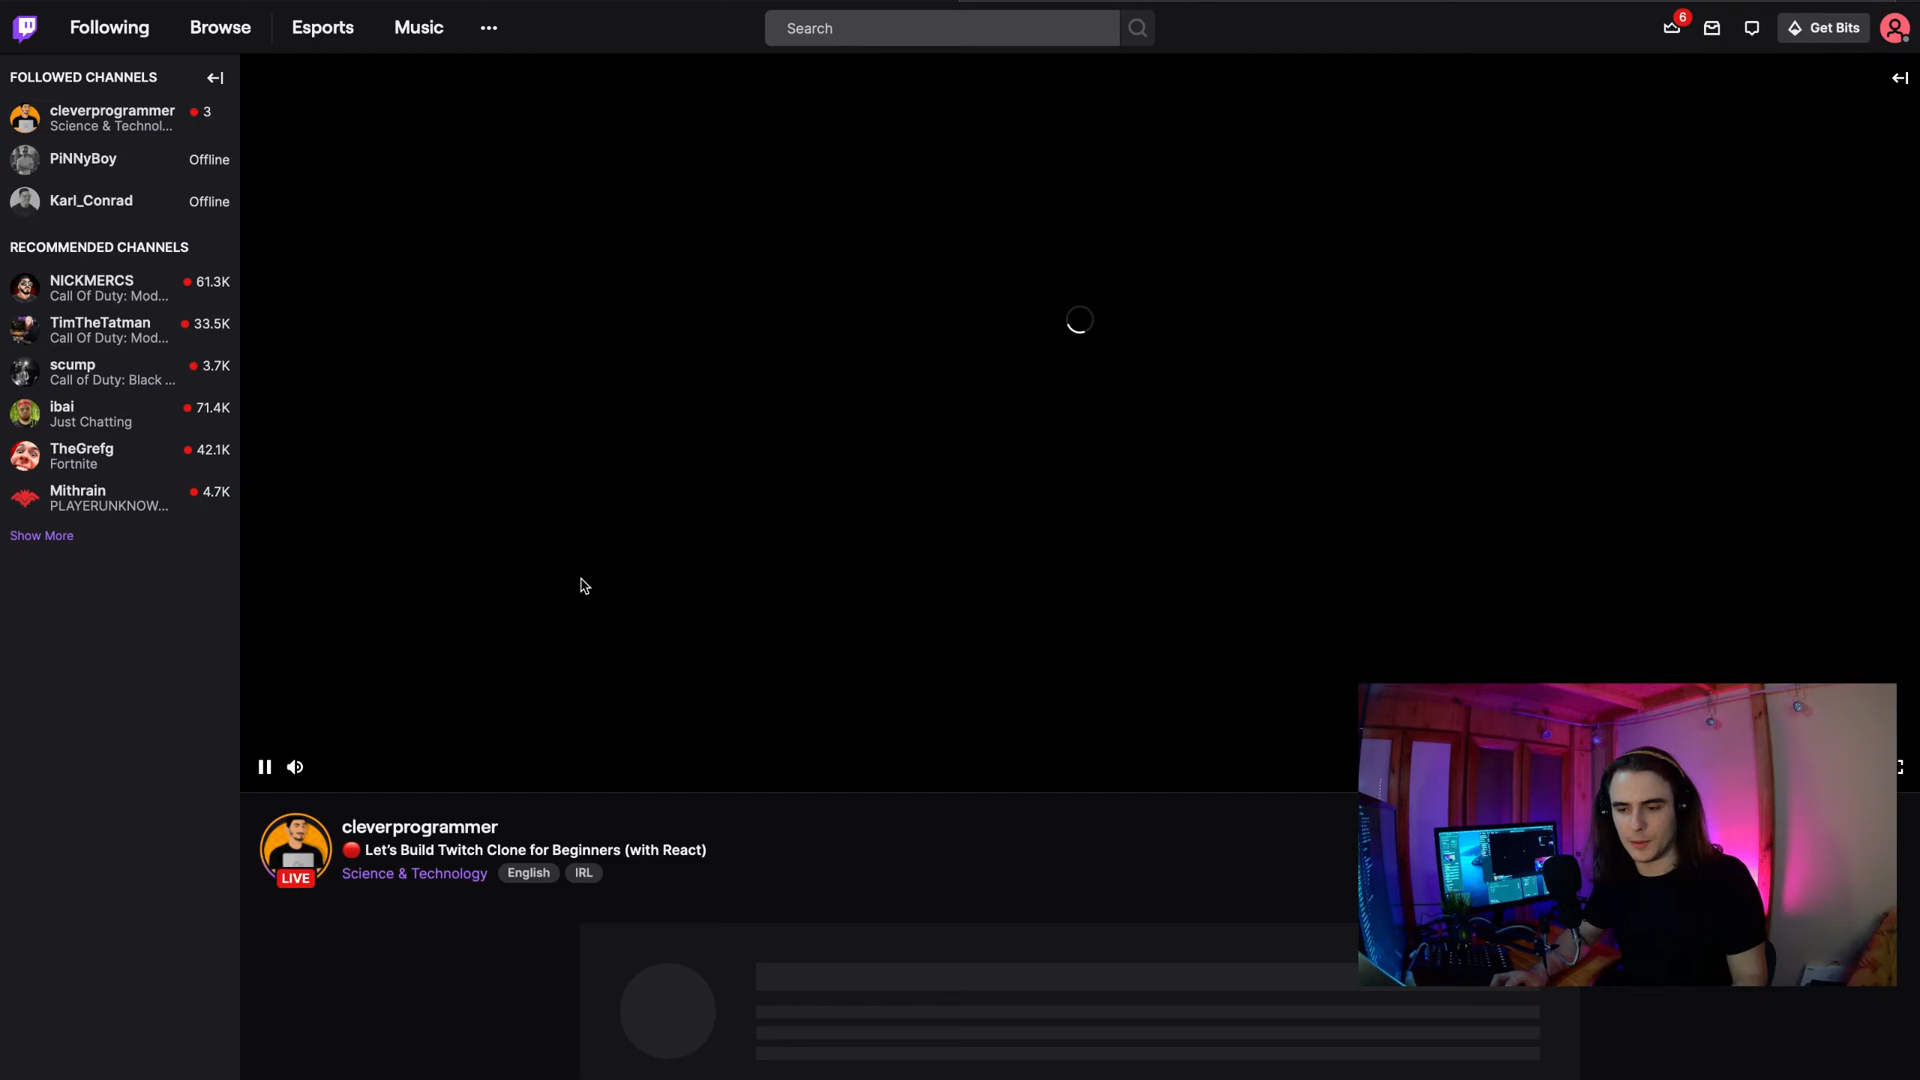 Following
Browse
Esports
Music
Search
6
Get Bits
FOLLOWED CHANNELS
cleverprogrammer
3
Science & Technol...
PiNNyBoy
Offline
Karl_Conrad
Offline
RECOMMENDED CHANNELS
NICKMERCS
61.3K
Call Of Duty: Mod...
TimTheTatman
33.5K
Call Of Duty: Mod...
scump
3.7K
Call of Duty: Black ...
ibai
71.4K
Just Chatting
TheGrefg
42.1K
Fortnite
Mithrain
4.7K
PLAYERUNKNOW...
Show More
cleverprogrammer
Let's Build Twitch Clone for Beginners (with React)
LIVE
Science & Technology
English
IRL